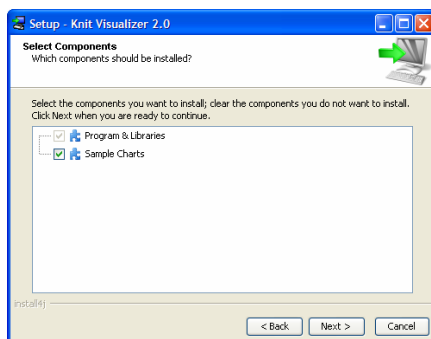 Setup - Knit Visualizer 2.0
Select Components
Which components should be installed?
Select the components you want to install; clear the components you do not want to install.
Click Next when you are ready to continue.
Program & Libraries
Sample Charts
install4j
< Back
Next >
Cancel